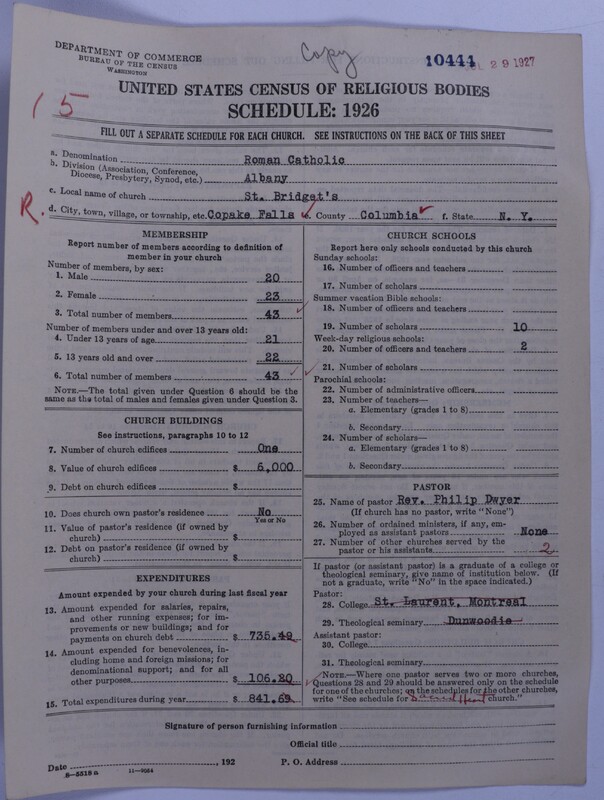 Copy
DEPARTMENT OF COMMERCE
BUREAU OF THE CENSUS
WASHINGTON
10444 29 1927
UNITED STATES CENSUS OF RELIGIOUS BODIES
SCHEDULE: 1926
15
FILL OUT A SEPARATE SCHEDULE FOR EACH CHURCH. SEE INSTRUCTIONS ON THE BACK OF THIS SHEET
a. Denomination Roman Catholic
b. Division (Association, Conference, Diocese, Presbytery, Synod, etc.) Albany
c. Local name of church St. Bridget's
R. d. City, town, village, or township, etc. Copake Falls e. County Columbia f. State N. Y.
MEMBERSHIP
Report number of members according to definition of member in your church
Number of members, by sex:
1. Male 20
2. Female 23
3. Total number of members 43
Number of members under and over 13 years old:
4. Under 13 years of age 21
5. 13 years old and over 22
6. Total number of members 43
NOTE.—The total given under Question 6 should be
same as the total of males and females given under Question 3.
CHURCH BUILDINGS
See instructions, paragraphs 10 to 12
7. Number of church edifices One
8. Value of church edifices $ 6,000
9. Debt on church edifices $
10. Does church own pastor's residence? No
Yes or No
11. Value of pastor's residence (if owned by
church) $
12. Debt on pastor's residence (if owned by
church) $
EXPENDITURES
Amount expended by church during last fiscal year
13. Amount expended for salaries, repairs,
and other running expenses; for im-
provements or new buildings; and for
payments on church debt $ 735.49
14. Amount expended for benevolences, in-
cluding home and foreign missions; for
denominational support; and for all
other purposes $ 106.20
15. Total expenditures during year $ 841.69
CHURCH SCHOOLS
Report here only schools conducted by this church
Sunday schools:
16. Number of officers and teachers
17. Number of scholars
Summer vacation Bible schools:
18. Number of officers and teachers
19. Number of scholars 10
Week-day religious schools:
20. Number of officers and teachers 2
21. Number of scholars
Parochial schools:
22. Number of administrative officers
23. Number of teachers—
a. Elementary (grades 1 to 8)
b. Secondary
24. Number of scholars—
a. Elementary (grades 1 to 8)
b. Secondary
PASTOR
25. Name of pastor Rev. Philip Dwyer
(If church has no pastor, write "None")
26. Number of ordained ministers, if any, em-
ployed as assistant pastors None
27. Number of other churches served by the
pastor or his assistants 2
If pastor (or assistant pastor) is a graduate of a college or
theological seminary, give name of institution below. (If
not a graduate, write "No" in the space indicated.)
Pastor:
28. College St. Laurent, Montreal
29. Theological seminary Dunwoodie
Assistant pastor:
30. College
31. Theological seminary
NOTE.—Where one pastor serves two or more churches,
Questions 28 and 29 should be answered only on the schedule
for one of the churches; on the schedules for the other churches,
write "See schedule for Sacred Heart church."
Signature of person furnishing information
Official title
Date , 192 P. O. Address
8—5518 a 11—9054